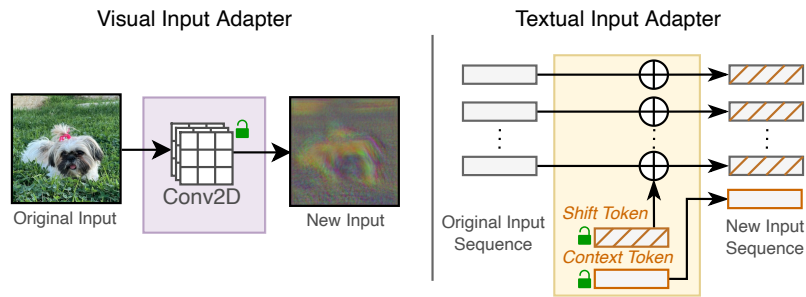 Visual Input Adapter
Conv2D
Original Input
New Input
Textual Input Adapter
Original Input
Sequence
Shift Token
Context Token
New Input
Sequence